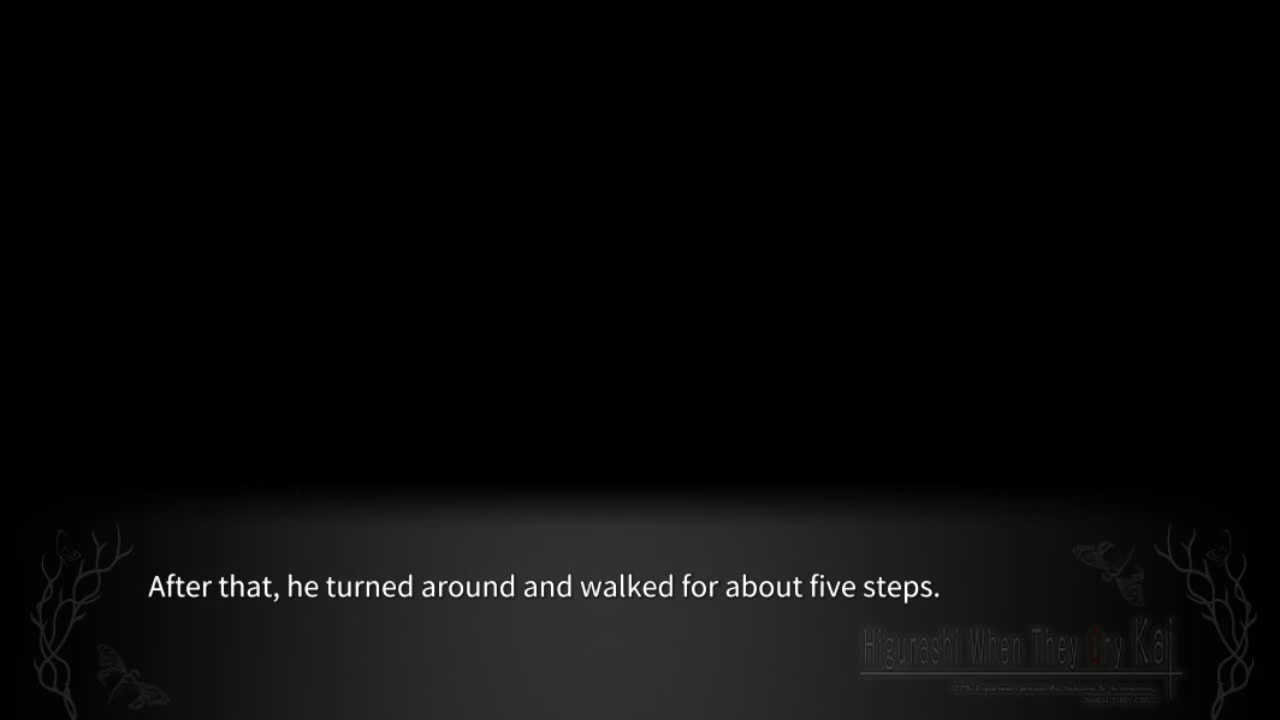 After that, he turned around and walked for about five steps.
Higurashi When They Cry Kai